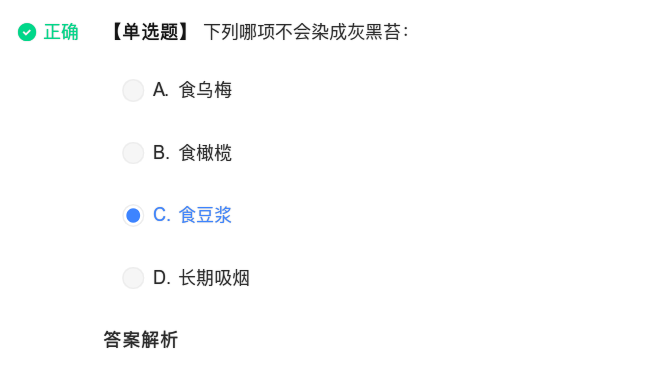 正确 【单选题】 下列哪项不会染成灰黑苔：
A. 食乌梅
B. 食橄榄
C. 食豆浆
D. 长期吸烟
答案解析